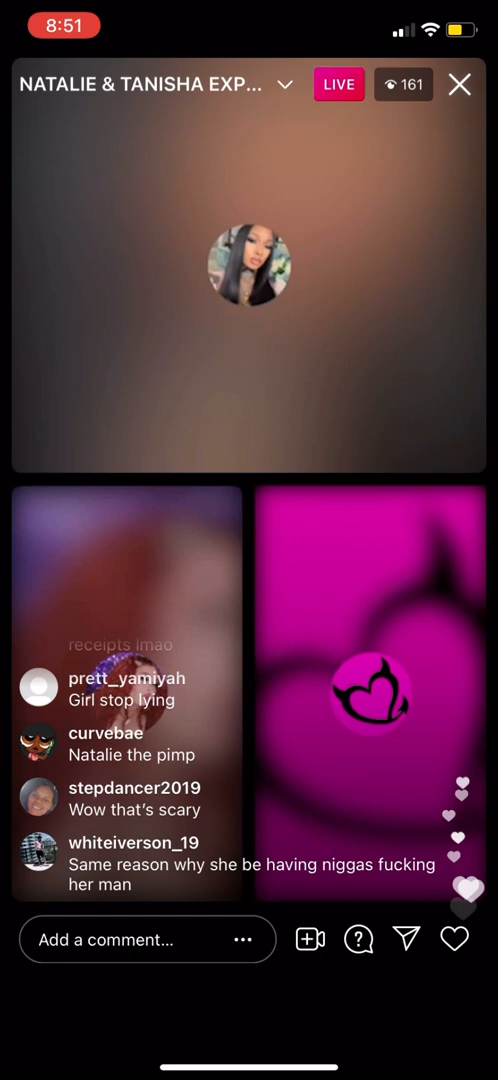 8:51
NATALIE & TANISHA EXP...
LIVE
161
receipts lmao
prett_yamiyah
Girl stop lying
curvebae
Natalie the pimp
stepdancer2019
Wow that's scary
whiteiverson_19
Same reason why she be having niggas fucking
her man
Add a comment...